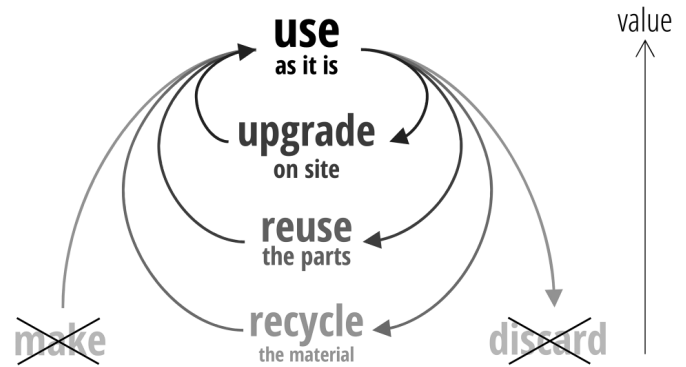 use
as it is
value
upgrade
on site
reuse
the parts
recycle
the material
make
discard